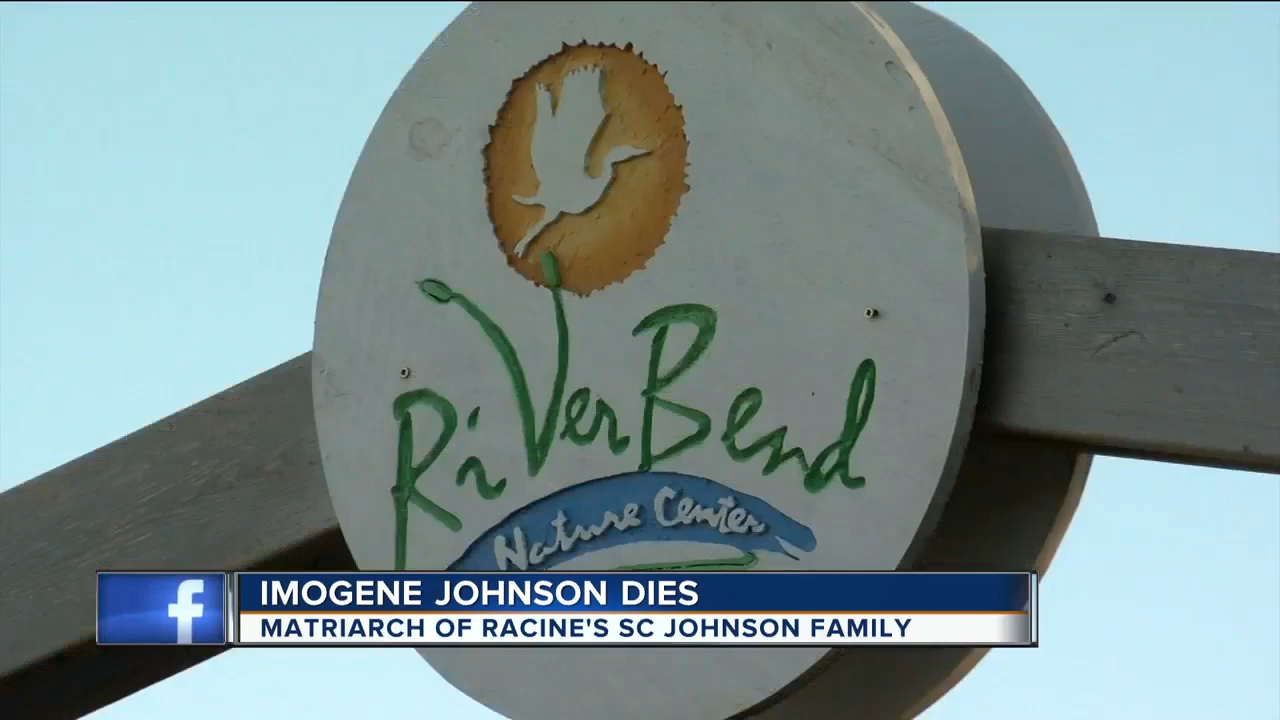 RiVerBend
Nature Center
f
IMOGENE JOHNSON DIES
MATRIARCH OF RACINE'S SC JOHNSON FAMILY